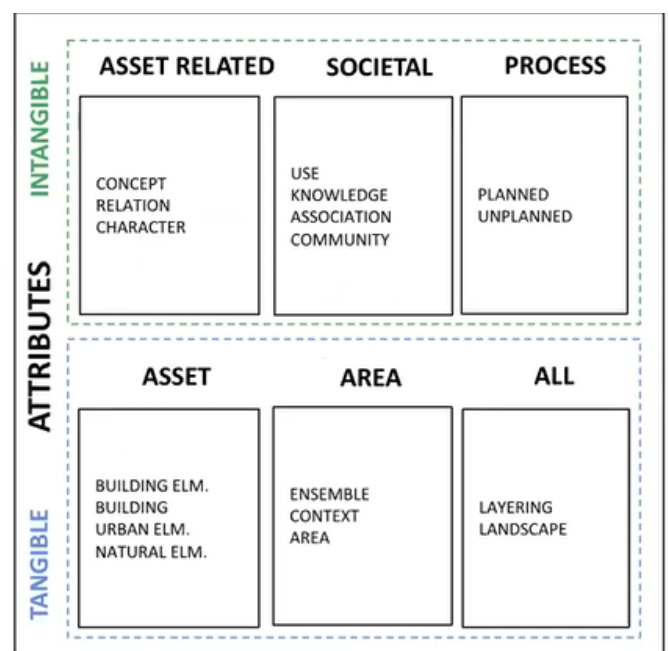 ATTRIBUTES
INTANGIBLE
ASSET RELATED
CONCEPT
RELATION
CHARACTER
SOCIETAL
USE
KNOWLEDGE
ASSOCIATION
COMMUNITY
PROCESS
PLANNED
UNPLANNED
TANGIBLE
ASSET
BUILDING ELM.
BUILDING
URBAN ELM.
NATURAL ELM.
AREA
ENSEMBLE
CONTEXT
AREA
ALL
LAYERING
LANDSCAPE